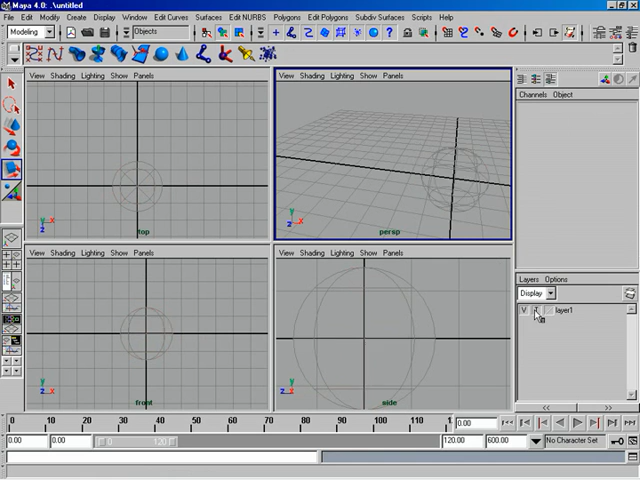 Maya 4.0: .\untitled
File Edit Modify Create Display Window Edit Curves Surfaces Edit NURBS Polygons Edit Polygons Subdiv Surfaces Scripts Help
Modeling Objects
View Shading Lighting Show Panels
View Shading Lighting Show Panels
Channels Object
y x z
top
y x z
persp
View Shading Lighting Show Panels
View Shading Lighting Show Panels
Layers Options
Display
V T layer1
y z x
front
y z
side
0 10 20 30 40 50 60 70 80 90 100 110 0.00
0.00 0.00 0 120 120.00 600.00 No Character Set